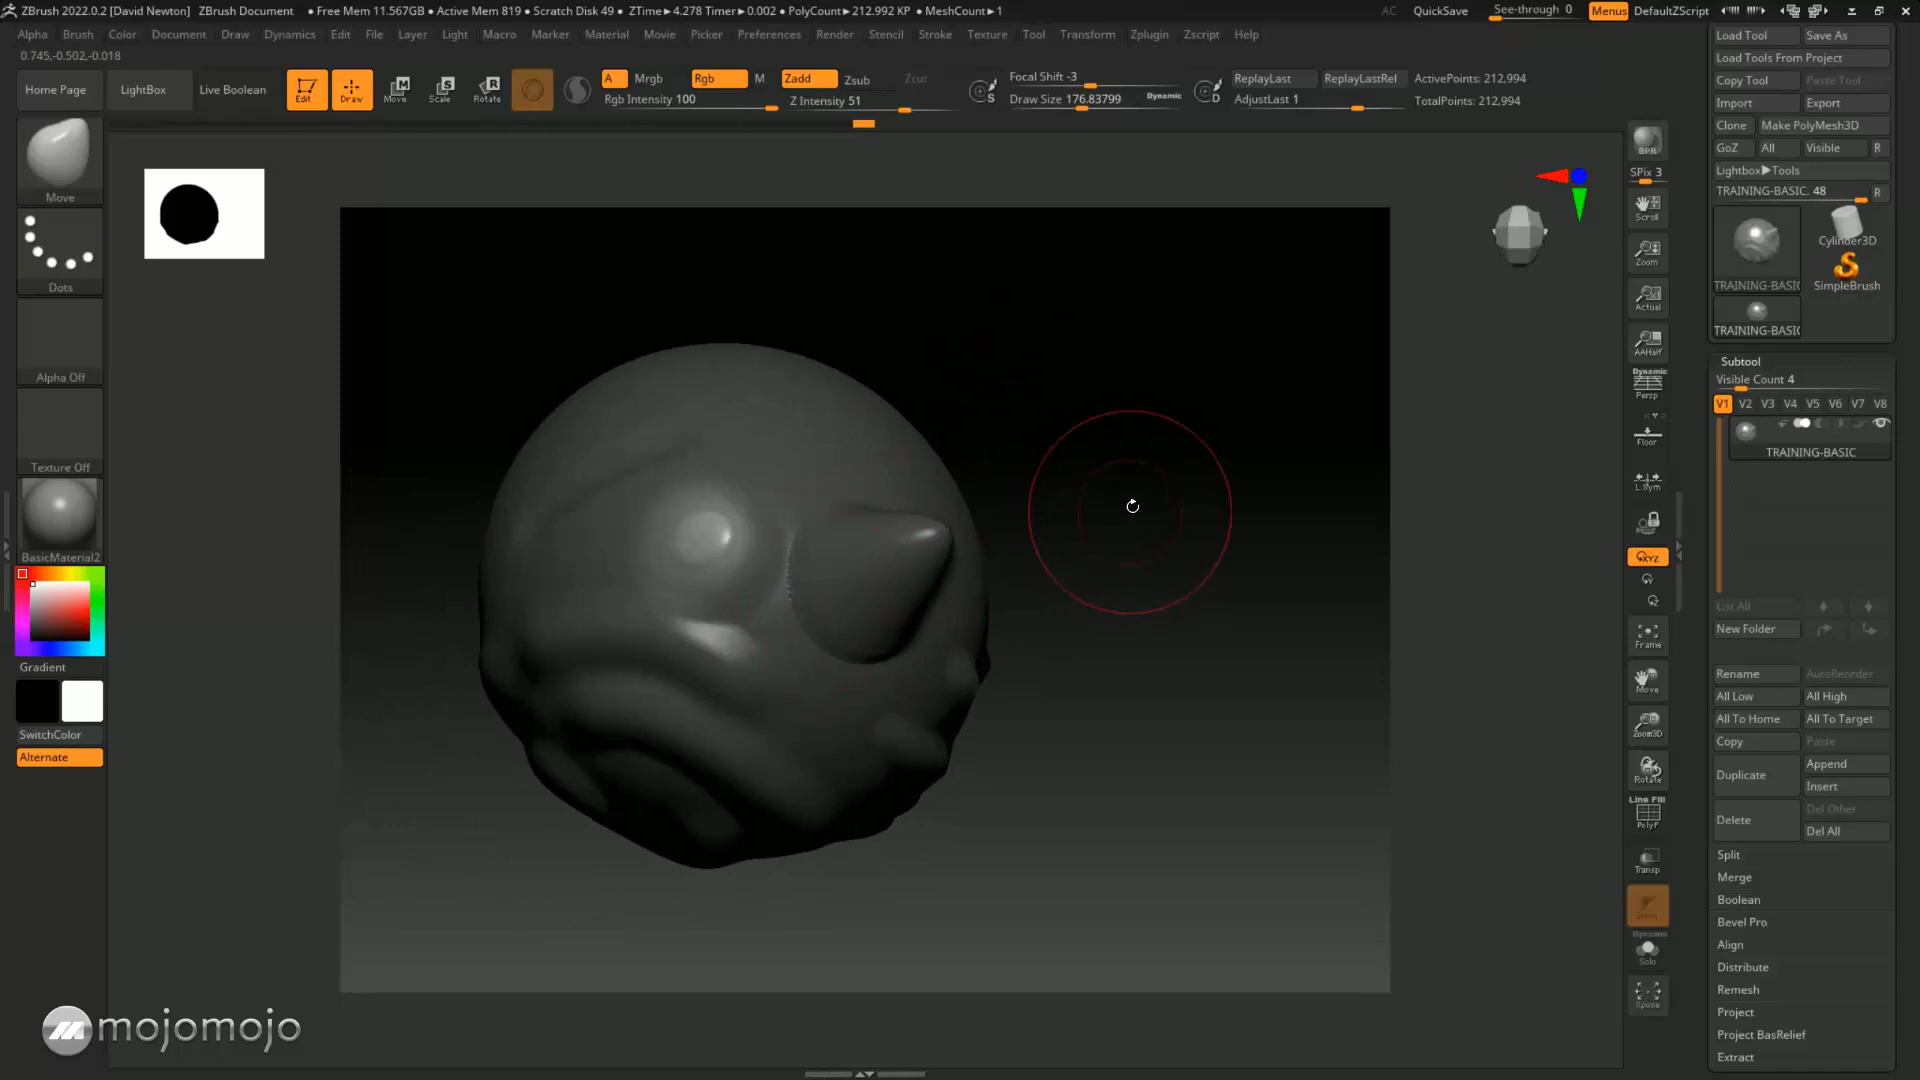 ZBrush 2022.0.2 [David Newton] ZBrush Document • Free Mem 11.567GB • Active Mem 819 • Scratch Disk 49 • ZTime►4.278 Timer►0.002 • PolyCount►212.992 KP • MeshCount►1 AC QuickSave See-through 0 Menus DefaultZScript
Alpha Brush Color Document Draw Dynamics Edit File Layer Light Macro Marker Material Movie Picker Preferences Render Stencil Stroke Texture Tool Transform Zplugin Zscript Help
0.745,-0.502,-0.018
Home Page LightBox Live Boolean Edit Draw Move Scale Rotate
A Mrgb Rgb M Zadd Zsub Zcut
Rgb Intensity 100 Z Intensity 51
S Focal Shift -3
Draw Size 176.83799 Dynamic
D ReplayLast ReplayLastRel
AdjustLast 1
ActivePoints: 212,994
TotalPoints: 212,994
Move
Dots
Alpha Off
Texture Off
BasicMaterial2
Gradient
SwitchColor
Alternate
BPR
SPix 3
Scroll
Zoom
Actual
AAHalf
Dynamic
Persp
Floor
L.Sym
XYZ
Frame
Move
Zoom3D
Rotate
Line Fill
PolyF
Transp
Dynamic
Solo
Xpose
Load Tool Save As
Load Tools From Project
Copy Tool Paste Tool
Import Export
Clone Make PolyMesh3D
GoZ All Visible R
Lightbox►Tools
TRAINING-BASIC. 48 R
Cylinder3D
TRAINING-BASIC SimpleBrush
TRAINING-BASIC
Subtool
Visible Count 4
V1 V2 V3 V4 V5 V6 V7 V8
TRAINING-BASIC
List All
New Folder
Rename AutoReorder
All Low All High
All To Home All To Target
Copy Paste
Duplicate Append
Insert
Delete Del Other
Del All
Split
Merge
Boolean
Bevel Pro
Align
Distribute
Remesh
Project
Project BasRelief
Extract
mojomojo